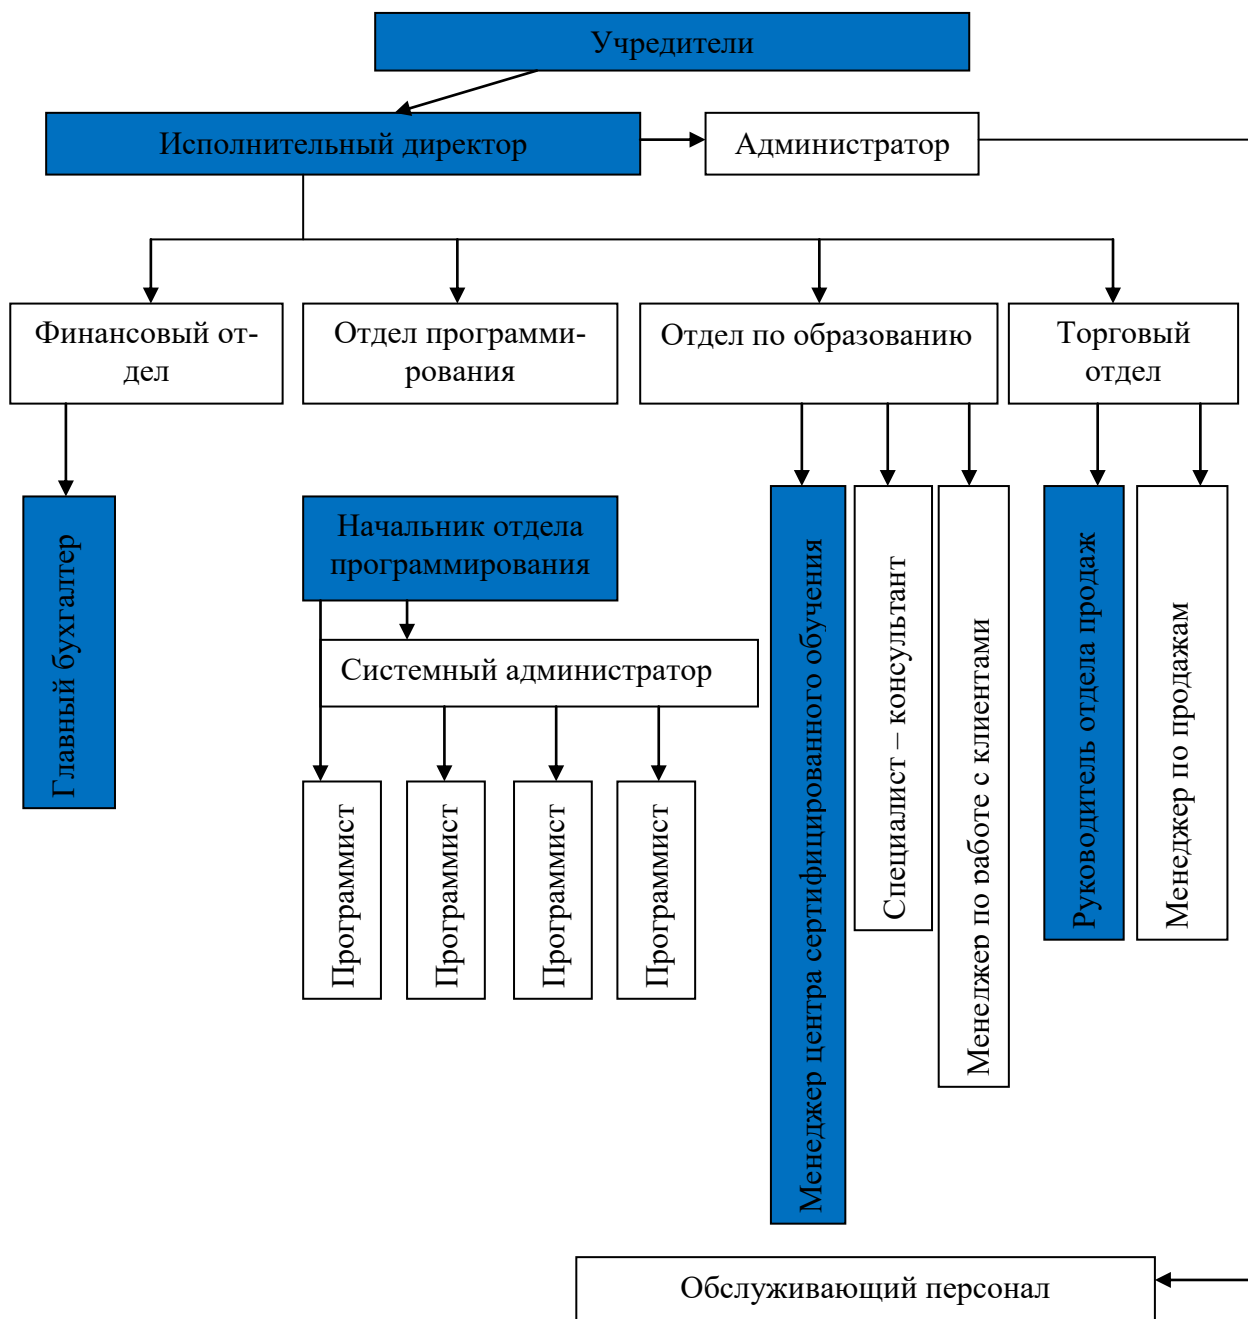 Учредители
Исполнительный директор
Администратор
Финансовый от-
дел
Отдел программи-
рования
Отдел по образованию
Торговый
отдел
Главный бухгалтер
Начальник отдела
программирования
Системный администратор
Программист
Программист
Программист
Программист
Менеджер центра сертифицированного обучения
Специалист – консультант
Менеджер по работе с клиентами
Руководитель отдела продаж
Менеджер по продажам
Обслуживающий персонал